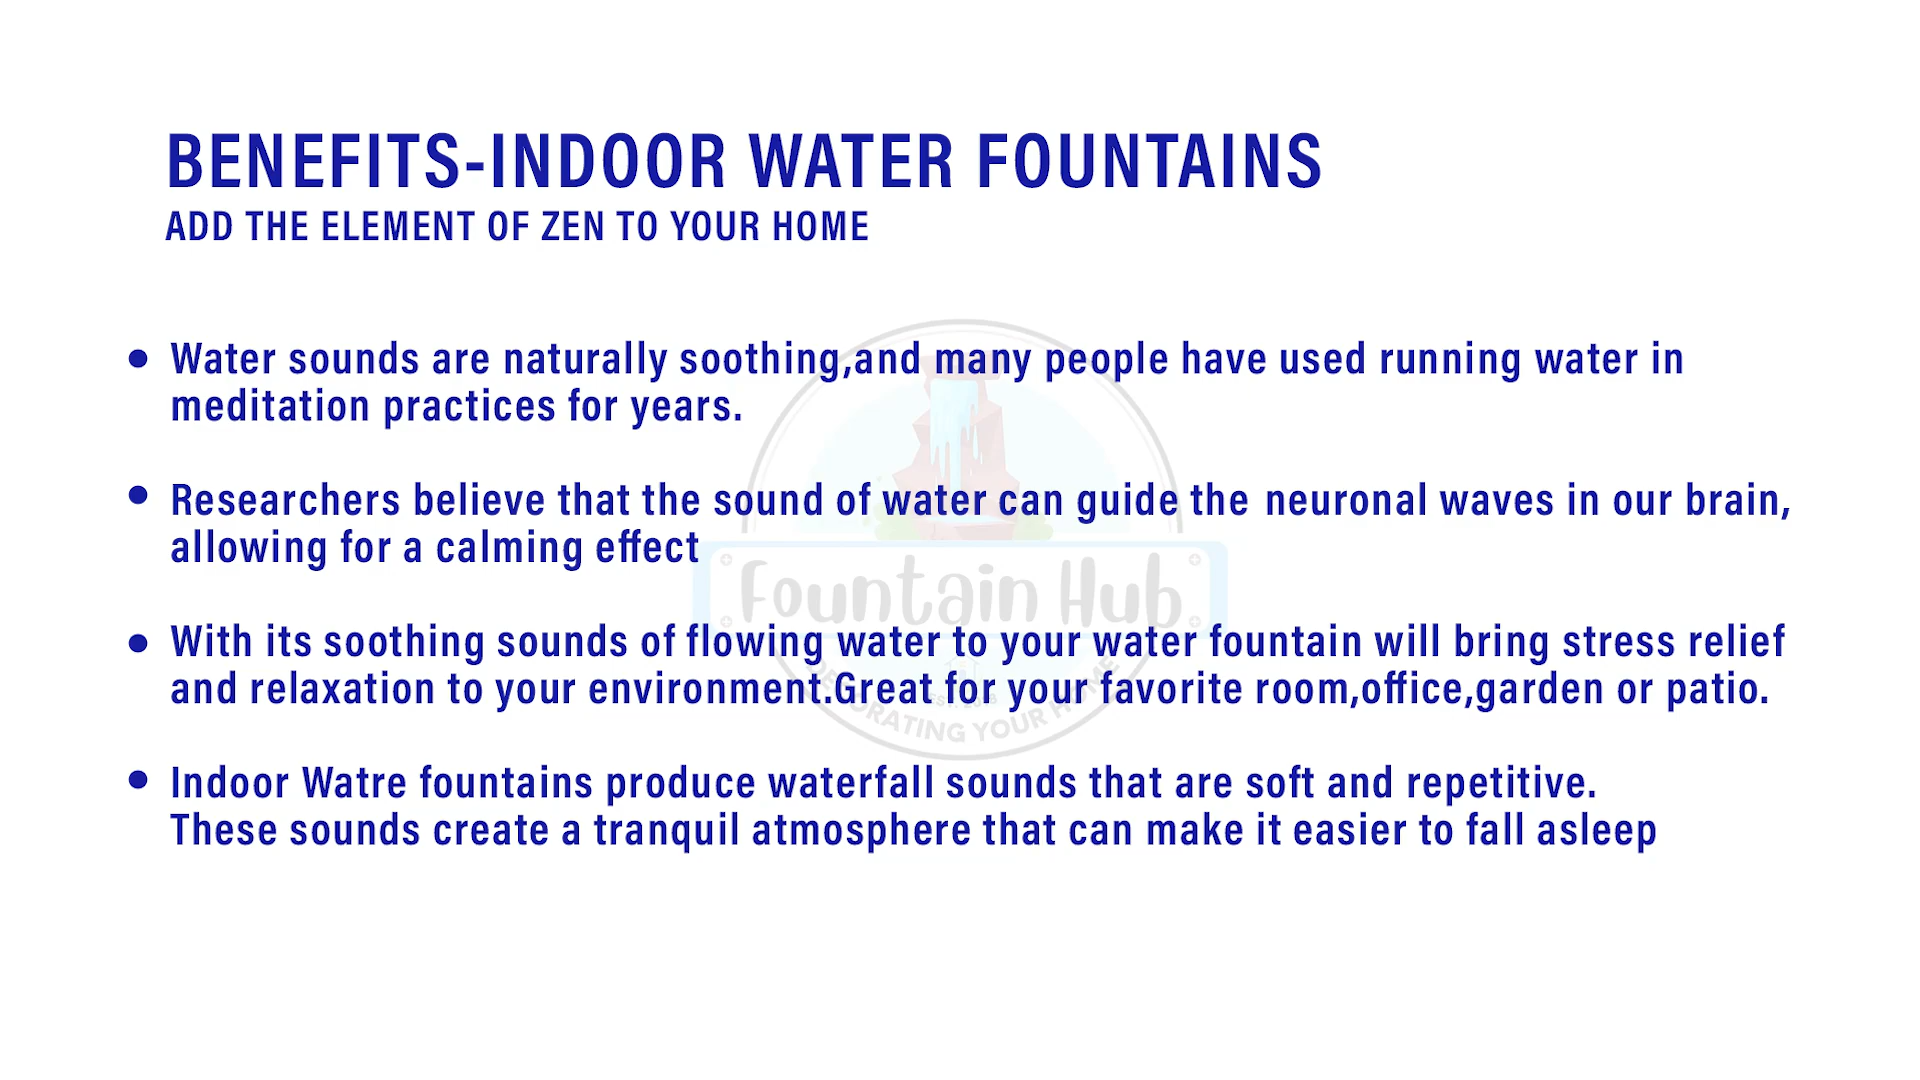 BENEFITS-INDOOR WATER FOUNTAINS
ADD THE ELEMENT OF ZEN TO YOUR HOME
• Water sounds are naturally soothing,and many people have used running water in
meditation practices for years.
• Researchers believe that the sound of water can guide the neuronal waves in our brain,
allowing for a calming effect
Fountain Hub
• With its soothing sounds of flowing water to your water fountain will bring stress relief
and relaxation to your environment.Great for your favorite room,office,garden or patio.
DECORATING YOUR HOME
• Indoor Watre fountains produce waterfall sounds that are soft and repetitive.
These sounds create a tranquil atmosphere that can make it easier to fall asleep